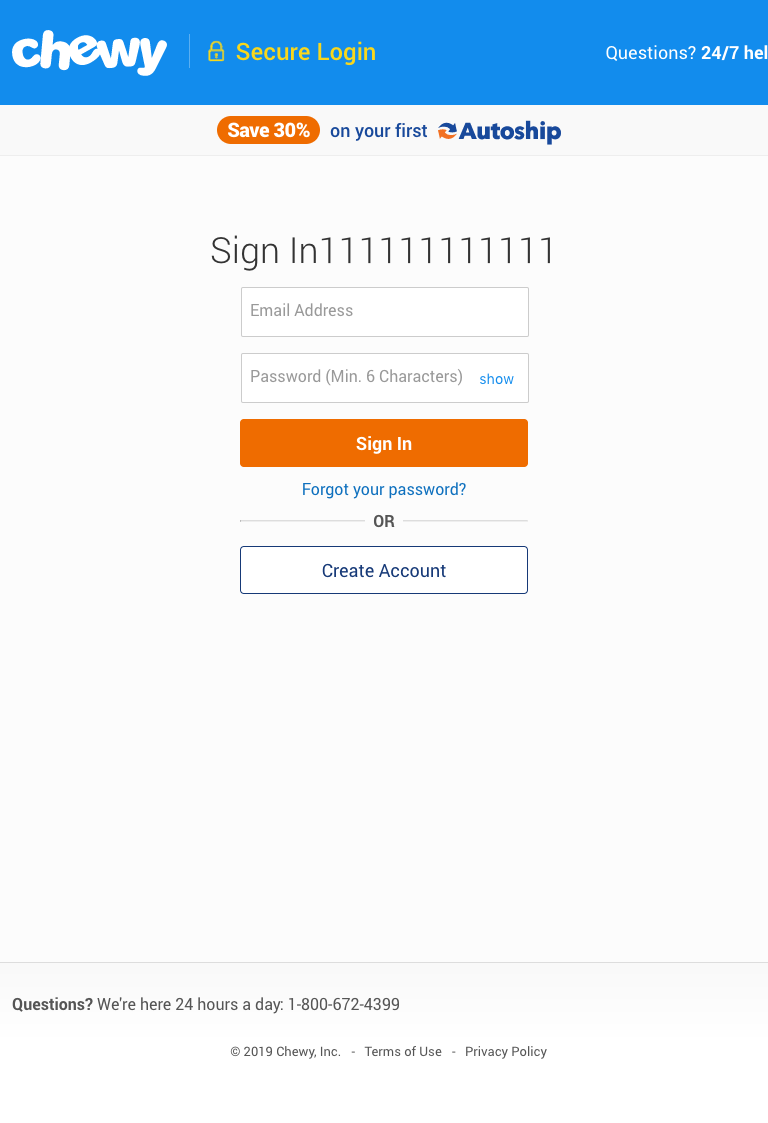 chewy Secure Login Questions? 24/7 hel
Save 30% on your first Autoship
Sign In111111111111
Email Address
Password (Min. 6 Characters) show
Sign In
Forgot your password?
OR
Create Account
Questions? We're here 24 hours a day: 1-800-672-4399
© 2019 Chewy, Inc. - Terms of Use - Privacy Policy